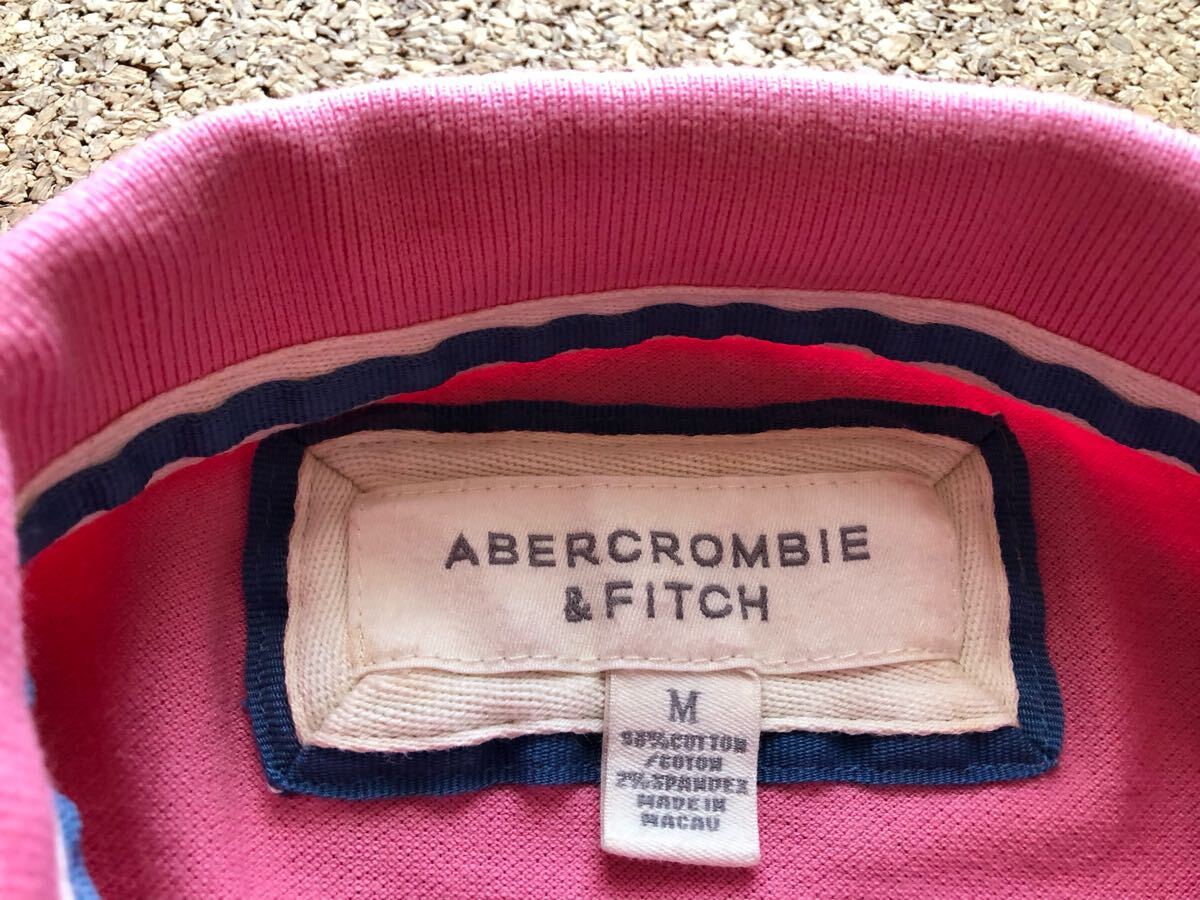 ABERCROMBIE
& FITCH
M
98% COTTON
/COTON
2% SPANDEX
MADE IN
MACAU